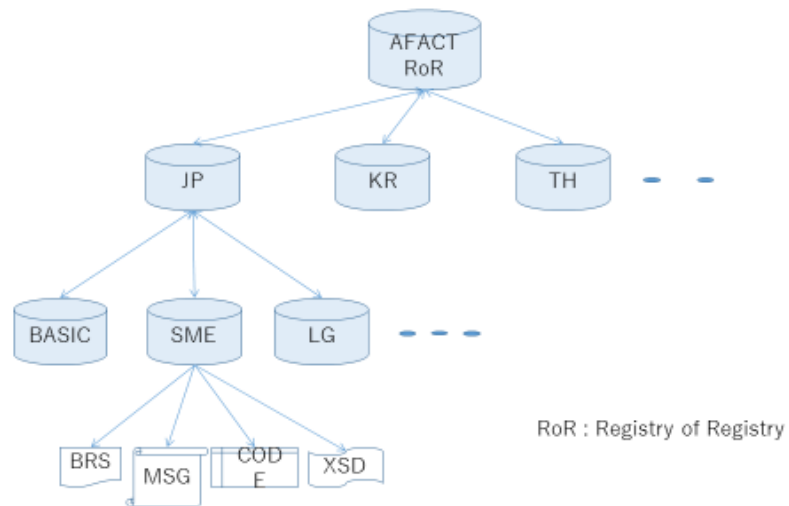 AFACT
RoR
JP
KR
TH
BASIC
SME
LG
RoR : Registry of Registry
BRS
MSG
COD
E
XSD